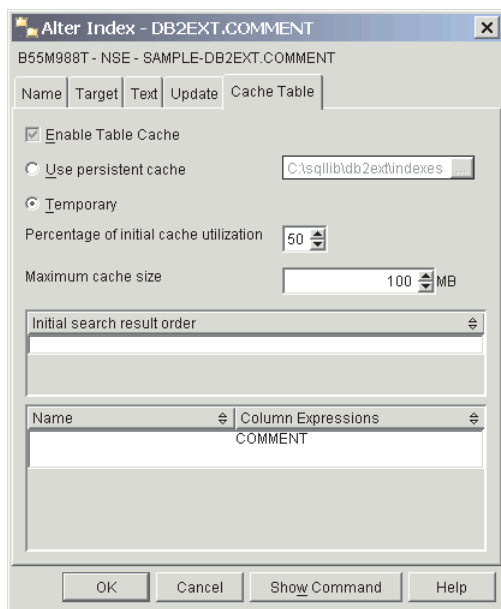 Alter Index - DB2EXT.COMMENT
B55M988T - NSE - SAMPLE-DB2EXT.COMMENT
Name Target Text Update Cache Table
Enable Table Cache
Use persistent cache C:\sqllib\db2ext\indexes ...
Temporary
Percentage of initial cache utilization 50
Maximum cache size 100 MB
Initial search result order
Name Column Expressions
COMMENT
OK Cancel Show Command Help